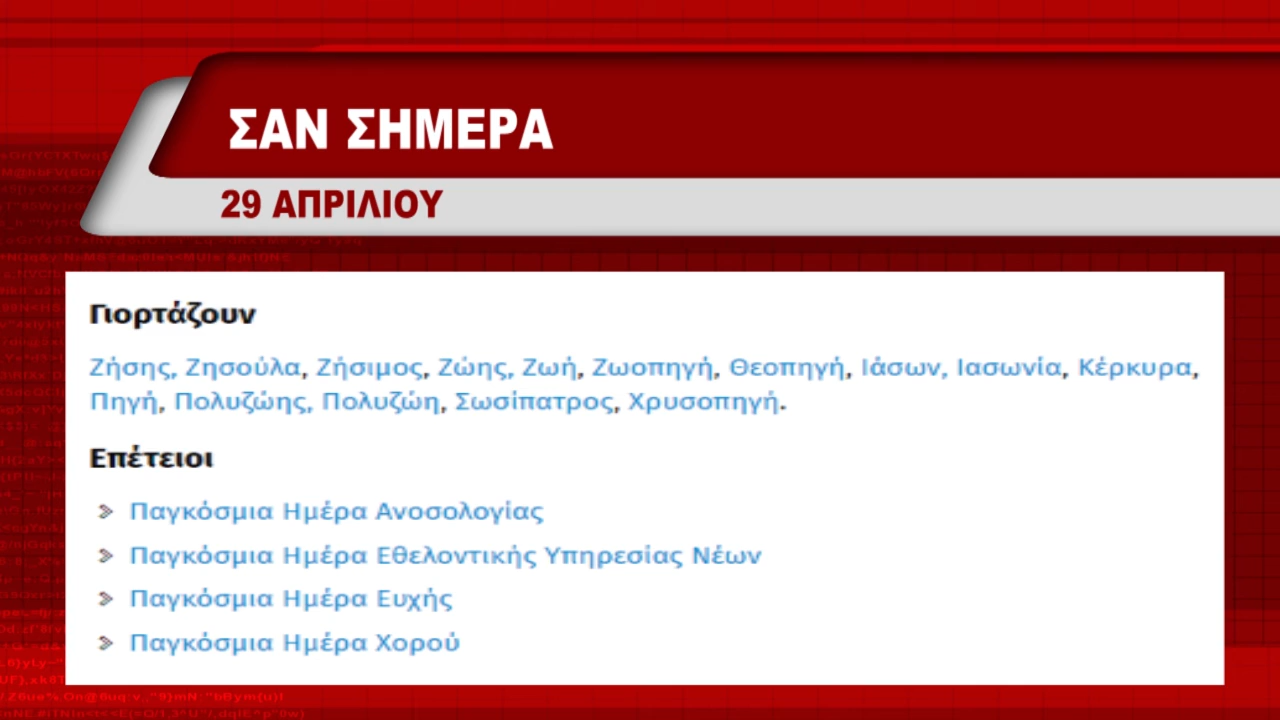 ΣΑΝ ΣΗΜΕΡΑ
29 ΑΠΡΙΛΙΟΥ
Γιορτάζουν
Ζήσης, Ζησούλα, Ζήσιμος, Ζώης, Ζωή, Ζωοπηγή, Θεοπηγή, Ιάσων, Ιασωνία, Κέρκυρα,
Πηγή, Πολυζώης, Πολυζώη, Σωσίπατρος, Χρυσοπηγή.
Επέτειοι
Παγκόσμια Ημέρα Ανοσολογίας
Παγκόσμια Ημέρα Εθελοντικής Υπηρεσίας Νέων
Παγκόσμια Ημέρα Ευχής
Παγκόσμια Ημέρα Χορού